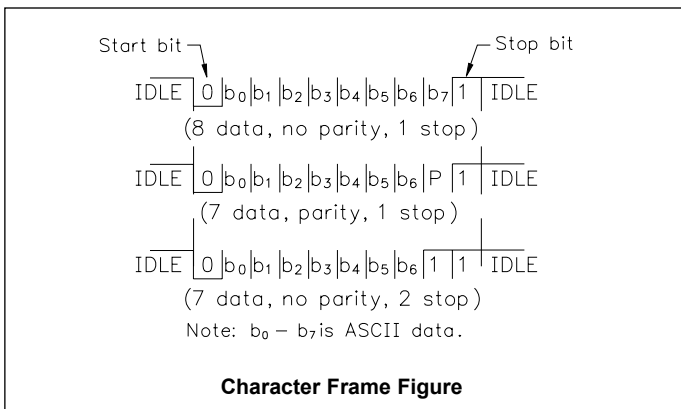 Start bit Stop bit
IDLE 0 b₀ b₁ b₂ b₃ b₄ b₅ b₆ b₇ 1 IDLE
(8 data, no parity, 1 stop)
IDLE 0 b₀ b₁ b₂ b₃ b₄ b₅ b₆ P 1 IDLE
(7 data, parity, 1 stop)
IDLE 0 b₀ b₁ b₂ b₃ b₄ b₅ b₆ 1 1 IDLE
(7 data, no parity, 2 stop)
Note: b₀ – b₇ is ASCII data.
Character Frame Figure